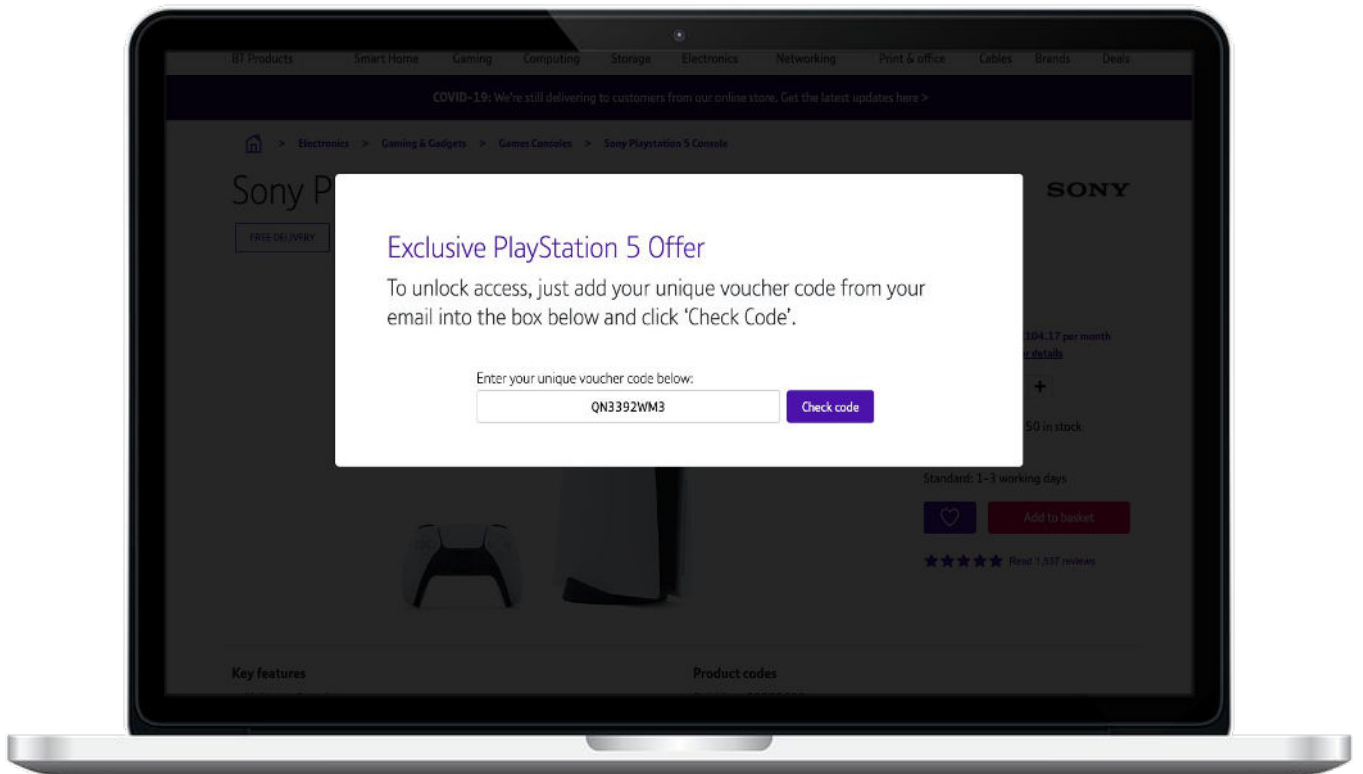 BT Products Smart Home Gaming Computing Storage Electronics Networking Print & office Cables Brands Deals
COVID-19: We're still delivering to customers from our online store. Get the latest updates here >
> Electronics > Gaming & Gadgets > Games Consoles > Sony Playstation 5 Console
Sony P
SONY
FREE DELIVERY
Exclusive PlayStation 5 Offer
To unlock access, just add your unique voucher code from your
email into the box below and click ‘Check Code’.
104.17 per month
details
Enter your unique voucher code below:
+
QN3392WM3 Check code
50 in stock
Standard: 1-3 working days
Add to basket
Read 1,337 reviews
Key features Product codes